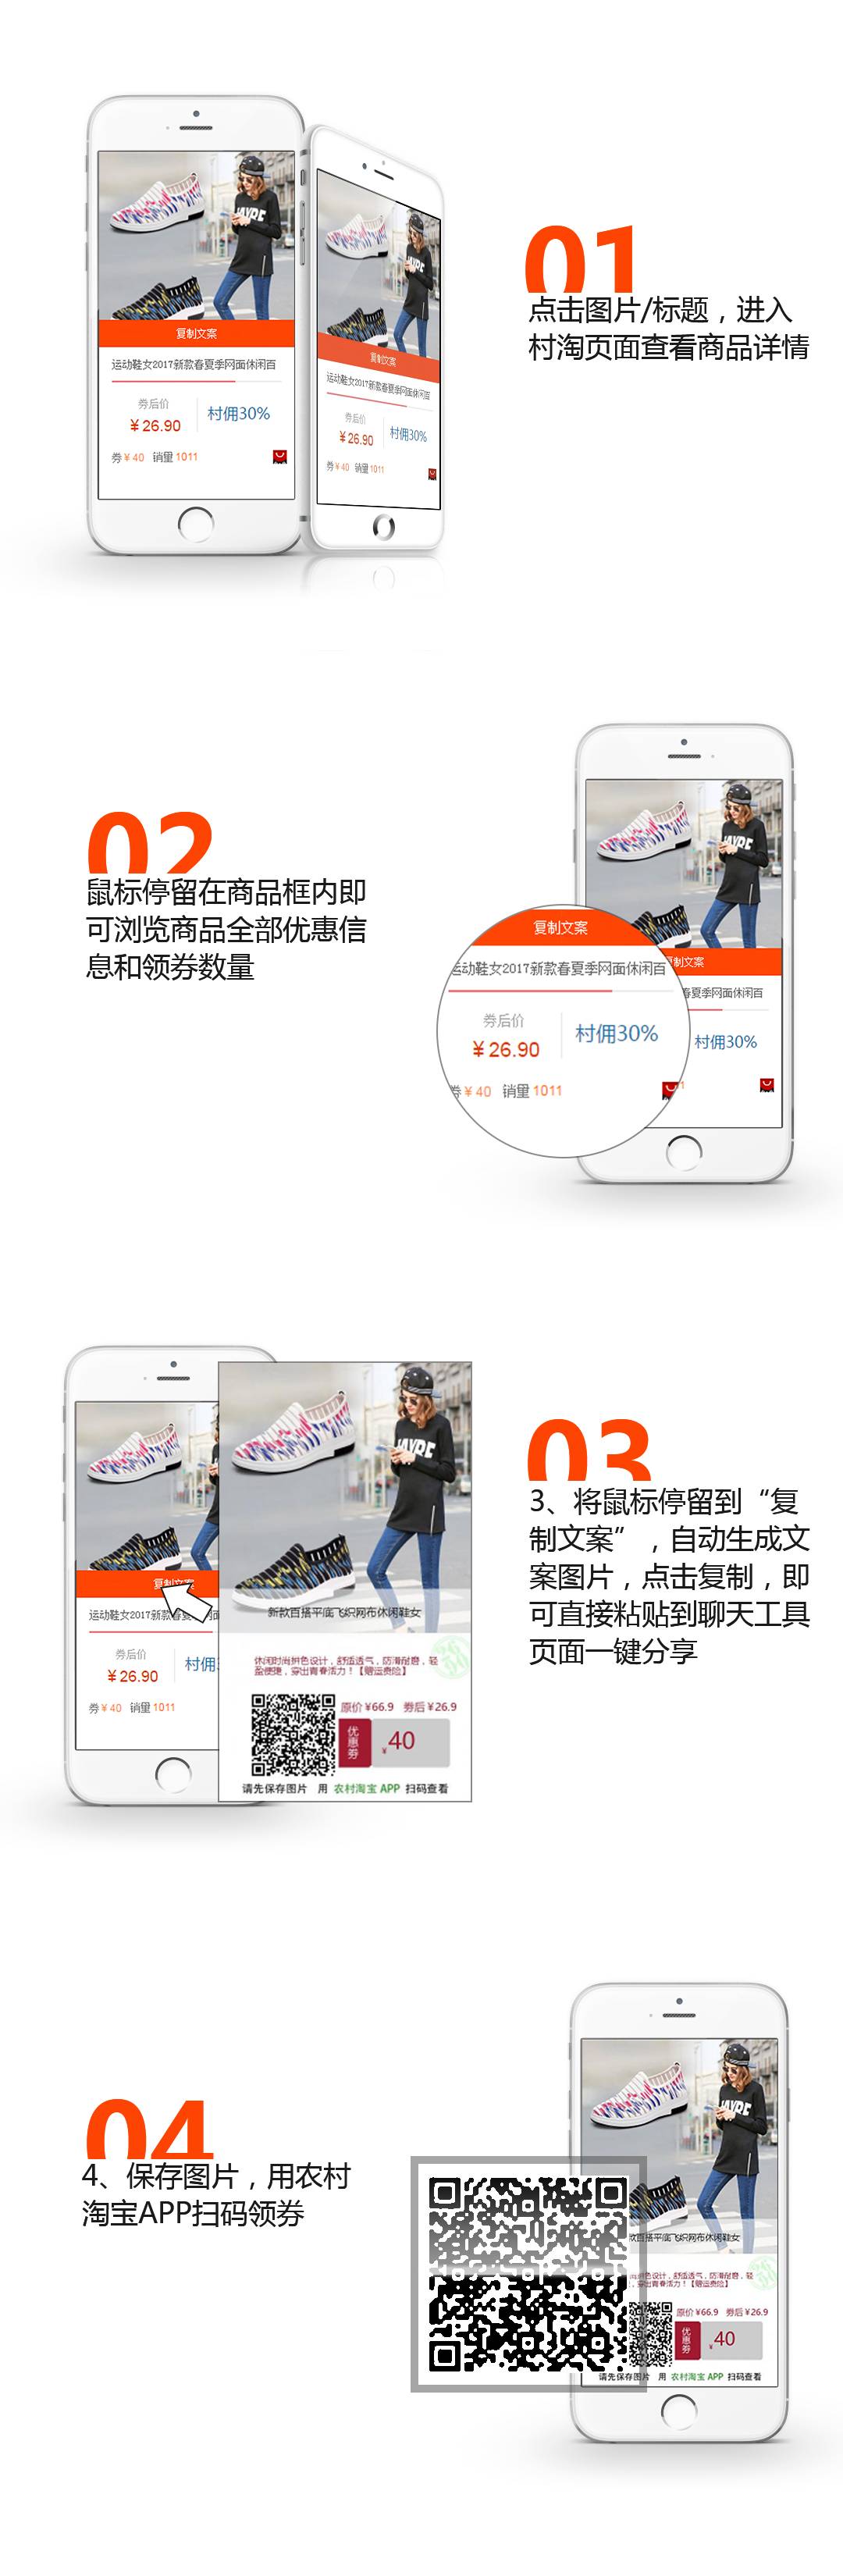 HAYRE
HAYRE
复制文案
复制文案
运动鞋女2017新款春夏季网面休闲百
运动鞋女2017新款春夏季网面休闲百
券后价
¥26.90
村佣30%
券后价
¥26.90
村佣30%
券¥40 销量1011
券¥40 销量1011
01
点击图片/标题，进入
村淘页面查看商品详情
02
鼠标停留在商品框内即
可浏览商品全部优惠信
息和领券数量
HAYRE
复制文案
运动鞋女2017新款春夏季网面休闲百
券后价
¥26.90
村佣30%
券¥40 销量1011
制文案
春夏季网面休闲百
村佣30%
复制文案
运动鞋女2017新款春夏
券后价
¥26.90
村佣3
券¥40 销量1011
HAYRE
新款百搭平底飞织网布休闲鞋女
休闲时尚拼色设计，舒适透气，防滑耐磨，轻
盈便捷，穿出青春活力！【赠运费险】
原价¥66.9 券后¥26.9
优惠券
¥40
请先保存图片 用 农村淘宝 APP 扫码查看
03
3、将鼠标停留到“复
制文案”，自动生成文
案图片，点击复制，即
可直接粘贴到聊天工具
页面一键分享
04
4、保存图片，用农村
淘宝APP扫码领券
HAYRE
款百搭平底飞织网布休闲鞋女
尚拼色设计，舒适透气，防滑耐磨，轻
，穿出青春活力！【赠运费险】
原价¥66.9 券后¥26.9
优惠券
¥40
请先保存图片 用 农村淘宝 APP 扫码查看